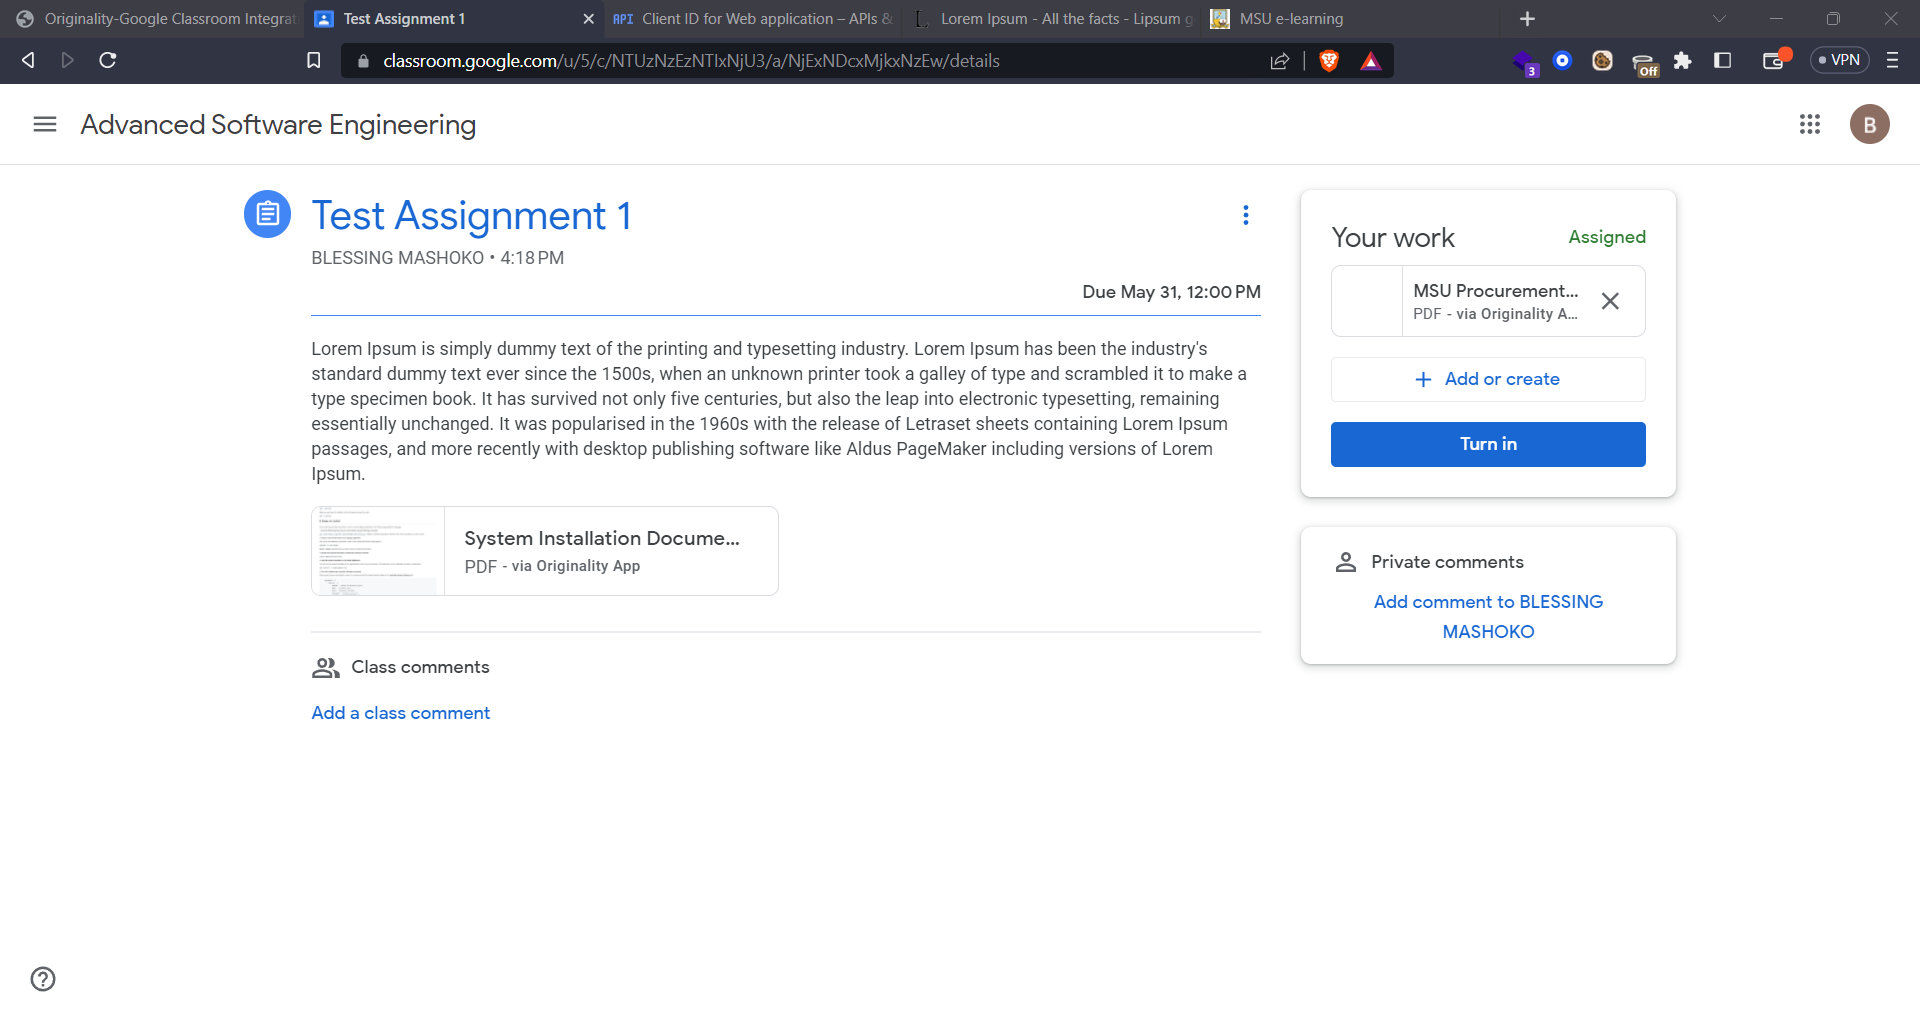 Originality-Google Classroom Integrat
Test Assignment 1
API Client ID for Web application – APIs &
Lorem Ipsum - All the facts - Lipsum g
MSU e-learning
classroom.google.com/u/5/c/NTUzNzEzNTIxNjU3/a/NjExNDcxMjkxNzEw/details
3
Off
VPN
Advanced Software Engineering
B
Test Assignment 1
BLESSING MASHOKO • 4:18 PM
Due May 31, 12:00 PM
Lorem Ipsum is simply dummy text of the printing and typesetting industry. Lorem Ipsum has been the industry's
standard dummy text ever since the 1500s, when an unknown printer took a galley of type and scrambled it to make a
type specimen book. It has survived not only five centuries, but also the leap into electronic typesetting, remaining
essentially unchanged. It was popularised in the 1960s with the release of Letraset sheets containing Lorem Ipsum
passages, and more recently with desktop publishing software like Aldus PageMaker including versions of Lorem
Ipsum.
System Installation Docume...
PDF - via Originality App
Class comments
Add a class comment
Your work
Assigned
MSU Procurement...
PDF - via Originality A...
+ Add or create
Turn in
Private comments
Add comment to BLESSING
MASHOKO